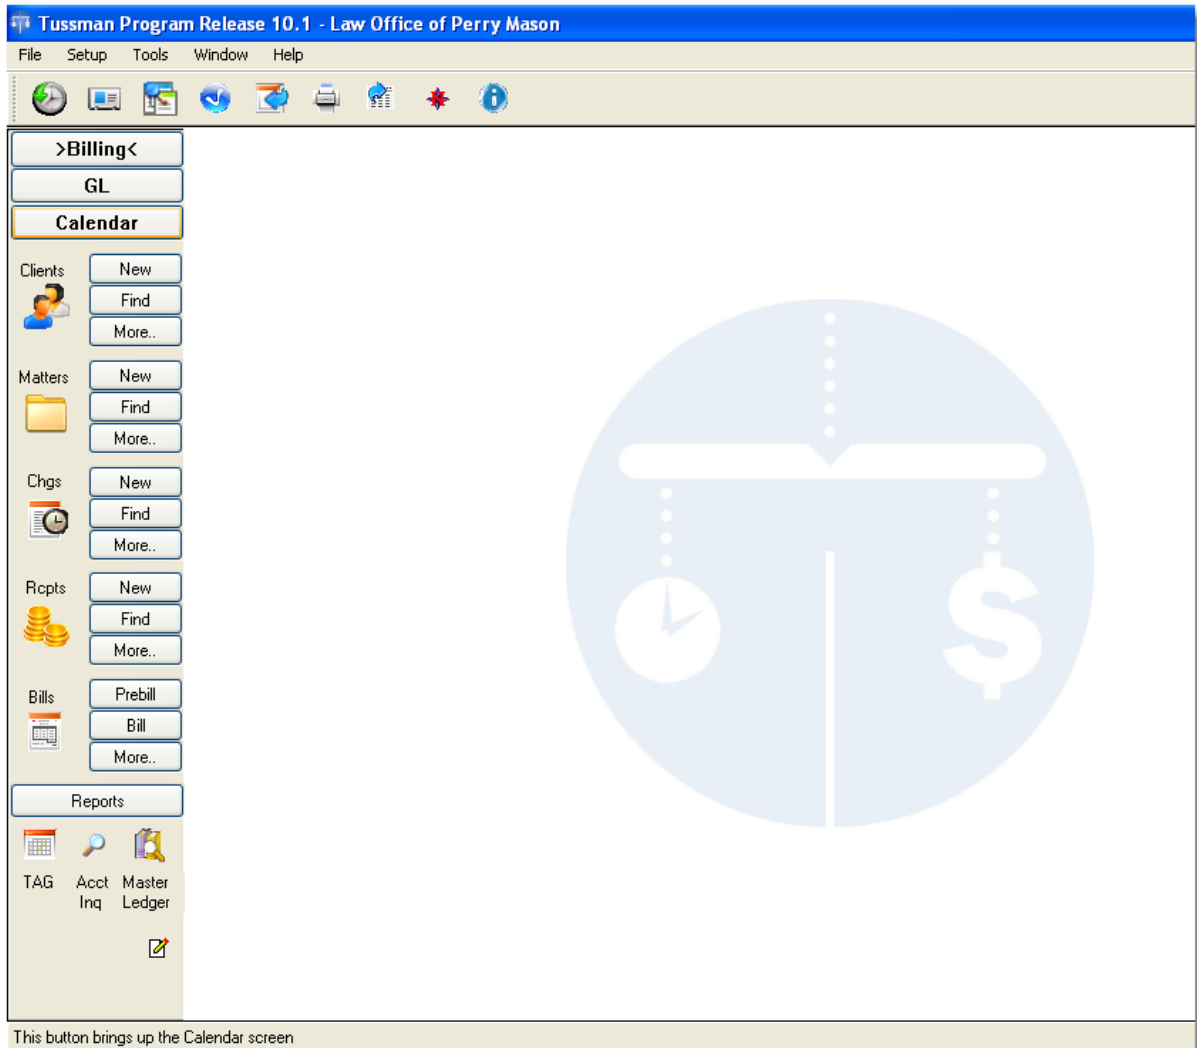 Tussman Program Release 10.1 - Law Office of Perry Mason
File Setup Tools Window Help
>Billing<
GL
Calendar
Clients New
Find
More..
Matters New
Find
More..
Chgs New
Find
More..
Rcpts New
Find
More..
Bills Prebill
Bill
More..
Reports
TAG Acct Master
Inq Ledger
This button brings up the Calendar screen